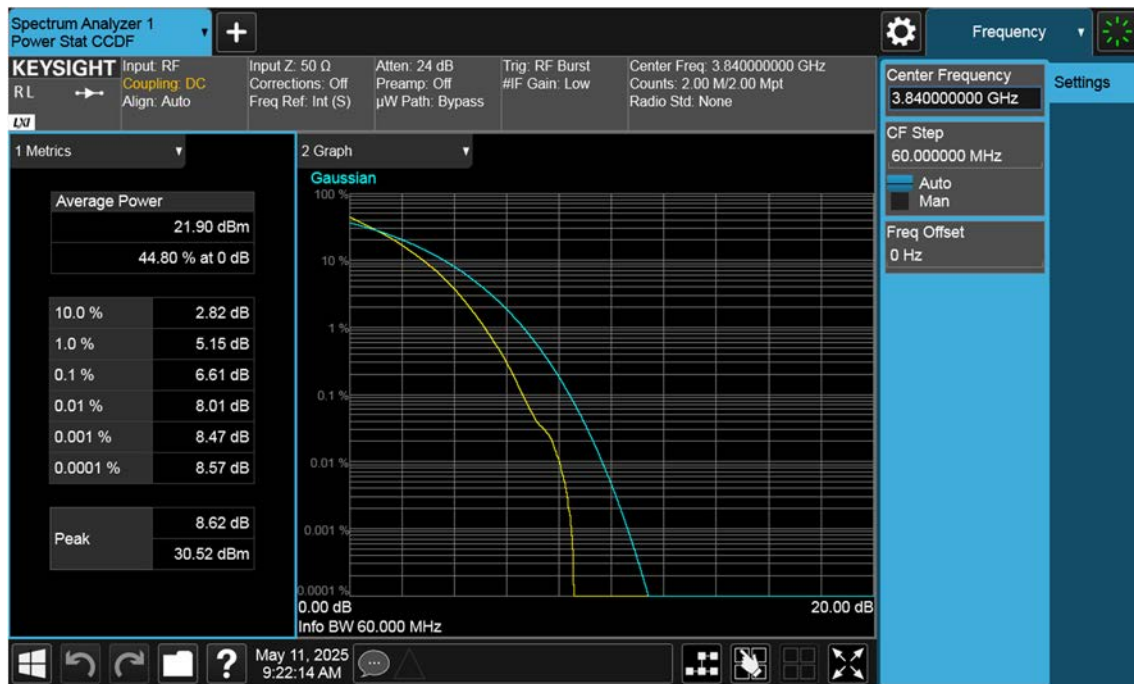 Spectrum Analyzer 1
Power Stat CCDF
+
Frequency
KEYSIGHT
R L
LXI
Input: RF
Coupling: DC
Align: Auto
Input Z: 50 Ω
Corrections: Off
Freq Ref: Int (S)
Atten: 24 dB
Preamp: Off
µW Path: Bypass
Trig: RF Burst
#IF Gain: Low
Center Freq: 3.840000000 GHz
Counts: 2.00 M/2.00 Mpt
Radio Std: None
Center Frequency
3.840000000 GHz
Settings
CF Step
60.000000 MHz
Auto
Man
Freq Offset
0 Hz
1 Metrics
Average Power
21.90 dBm
44.80 % at 0 dB
10.0 % 2.82 dB
1.0 % 5.15 dB
0.1 % 6.61 dB
0.01 % 8.01 dB
0.001 % 8.47 dB
0.0001 % 8.57 dB
Peak
8.62 dB
30.52 dBm
2 Graph
Gaussian
100 %
10 %
1 %
0.1 %
0.01 %
0.001 %
0.0001 %
0.00 dB 20.00 dB
Info BW 60.000 MHz
?
May 11, 2025
9:22:14 AM